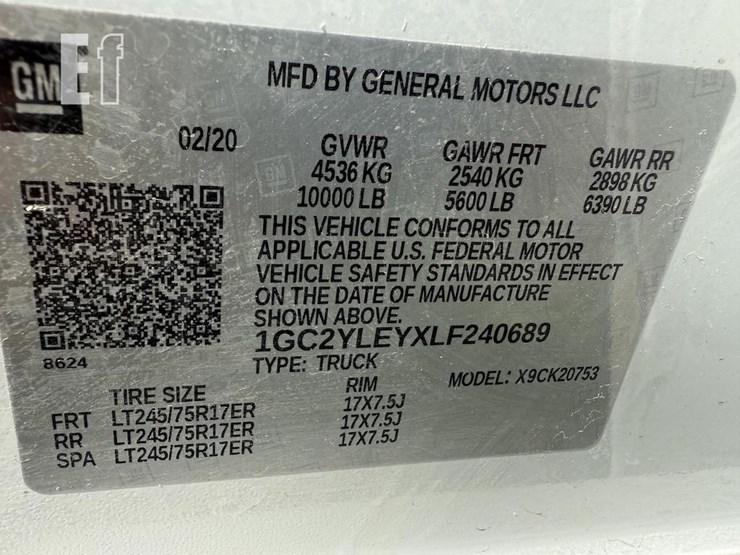 Ef
GM
MFD BY GENERAL MOTORS LLC
02/20 GVWR GAWR FRT GAWR RR
4536 KG 2540 KG 2898 KG
10000 LB 5600 LB 6390 LB
THIS VEHICLE CONFORMS TO ALL
APPLICABLE U.S. FEDERAL MOTOR
VEHICLE SAFETY STANDARDS IN EFFECT
ON THE DATE OF MANUFACTURE
SHOWN ABOVE.
1GC2YLEYXLF240689
8624
TYPE: TRUCK MODEL: X9CK20753
TIRE SIZE RIM
FRT LT245/75R17ER 17X7.5J
RR LT245/75R17ER 17X7.5J
SPA LT245/75R17ER 17X7.5J